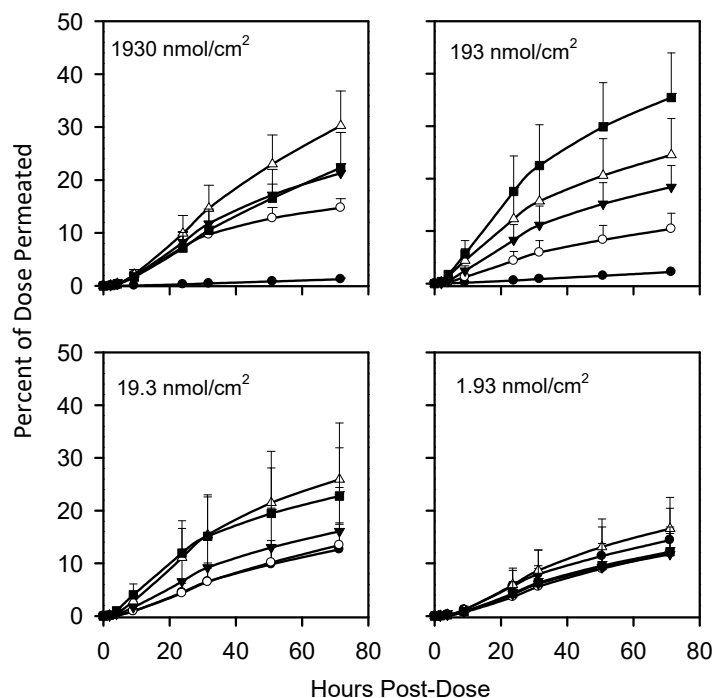 Percent of Dose Permeated
50
40
30
20
10
0
1930 nmol/cm²
193 nmol/cm²
50
40
30
20
10
0
19.3 nmol/cm²
1.93 nmol/cm²
0 20 40 60 80
0 20 40 60 80
Hours Post-Dose